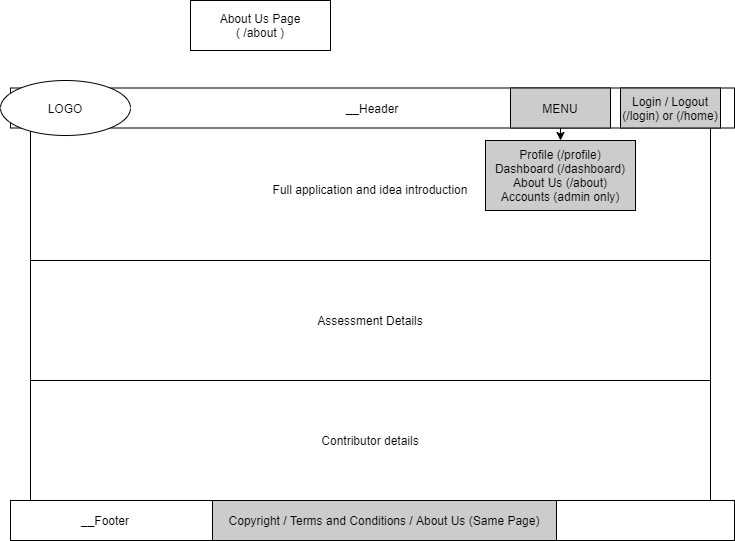 About Us Page
( /about )
LOGO
__Header
MENU
Login / Logout
(/login) or (/home)
Profile (/profile)
Dashboard (/dashboard)
About Us (/about)
Accounts (admin only)
Full application and idea introduction
Assessment Details
Contributor details
__Footer
Copyright / Terms and Conditions / About Us (Same Page)